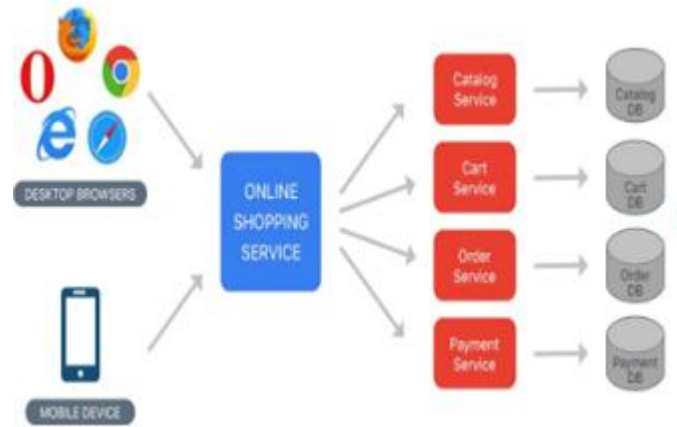 DESKTOP BROWSERS
MOBILE DEVICE
ONLINE
SHOPPING
SERVICE
Catalog
Service
Cart
Service
Order
Service
Payment
Service
Catalog
DB
Cart
DB
Order
DB
Payment
DB